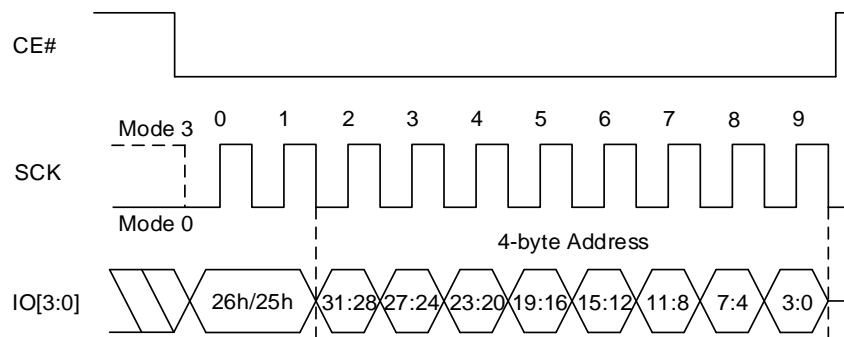 CE#
Mode 3
0 1 2 3 4 5 6 7 8 9
SCK
Mode 0
4-byte Address
IO[3:0]
26h/25h 31:28 27:24 23:20 19:16 15:12 11:8 7:4 3:0